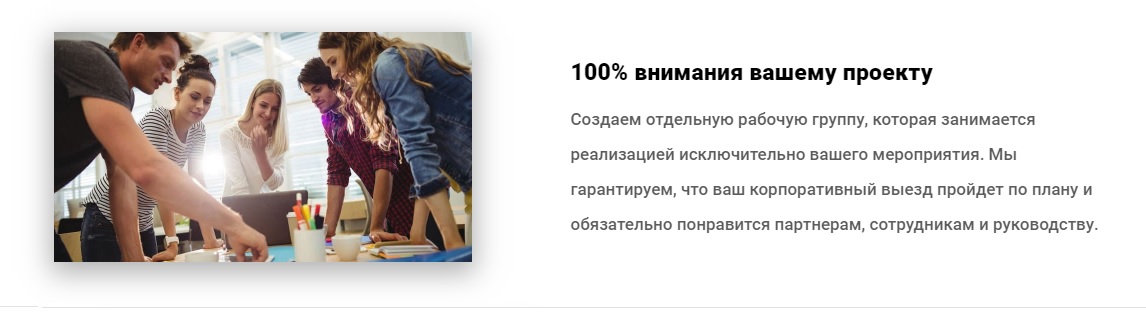 100% внимания вашему проекту
Создаем отдельную рабочую группу, которая занимается
реализацией исключительно вашего мероприятия. Мы
гарантируем, что ваш корпоративный выезд пройдет по плану и
обязательно понравится партнерам, сотрудникам и руководству.